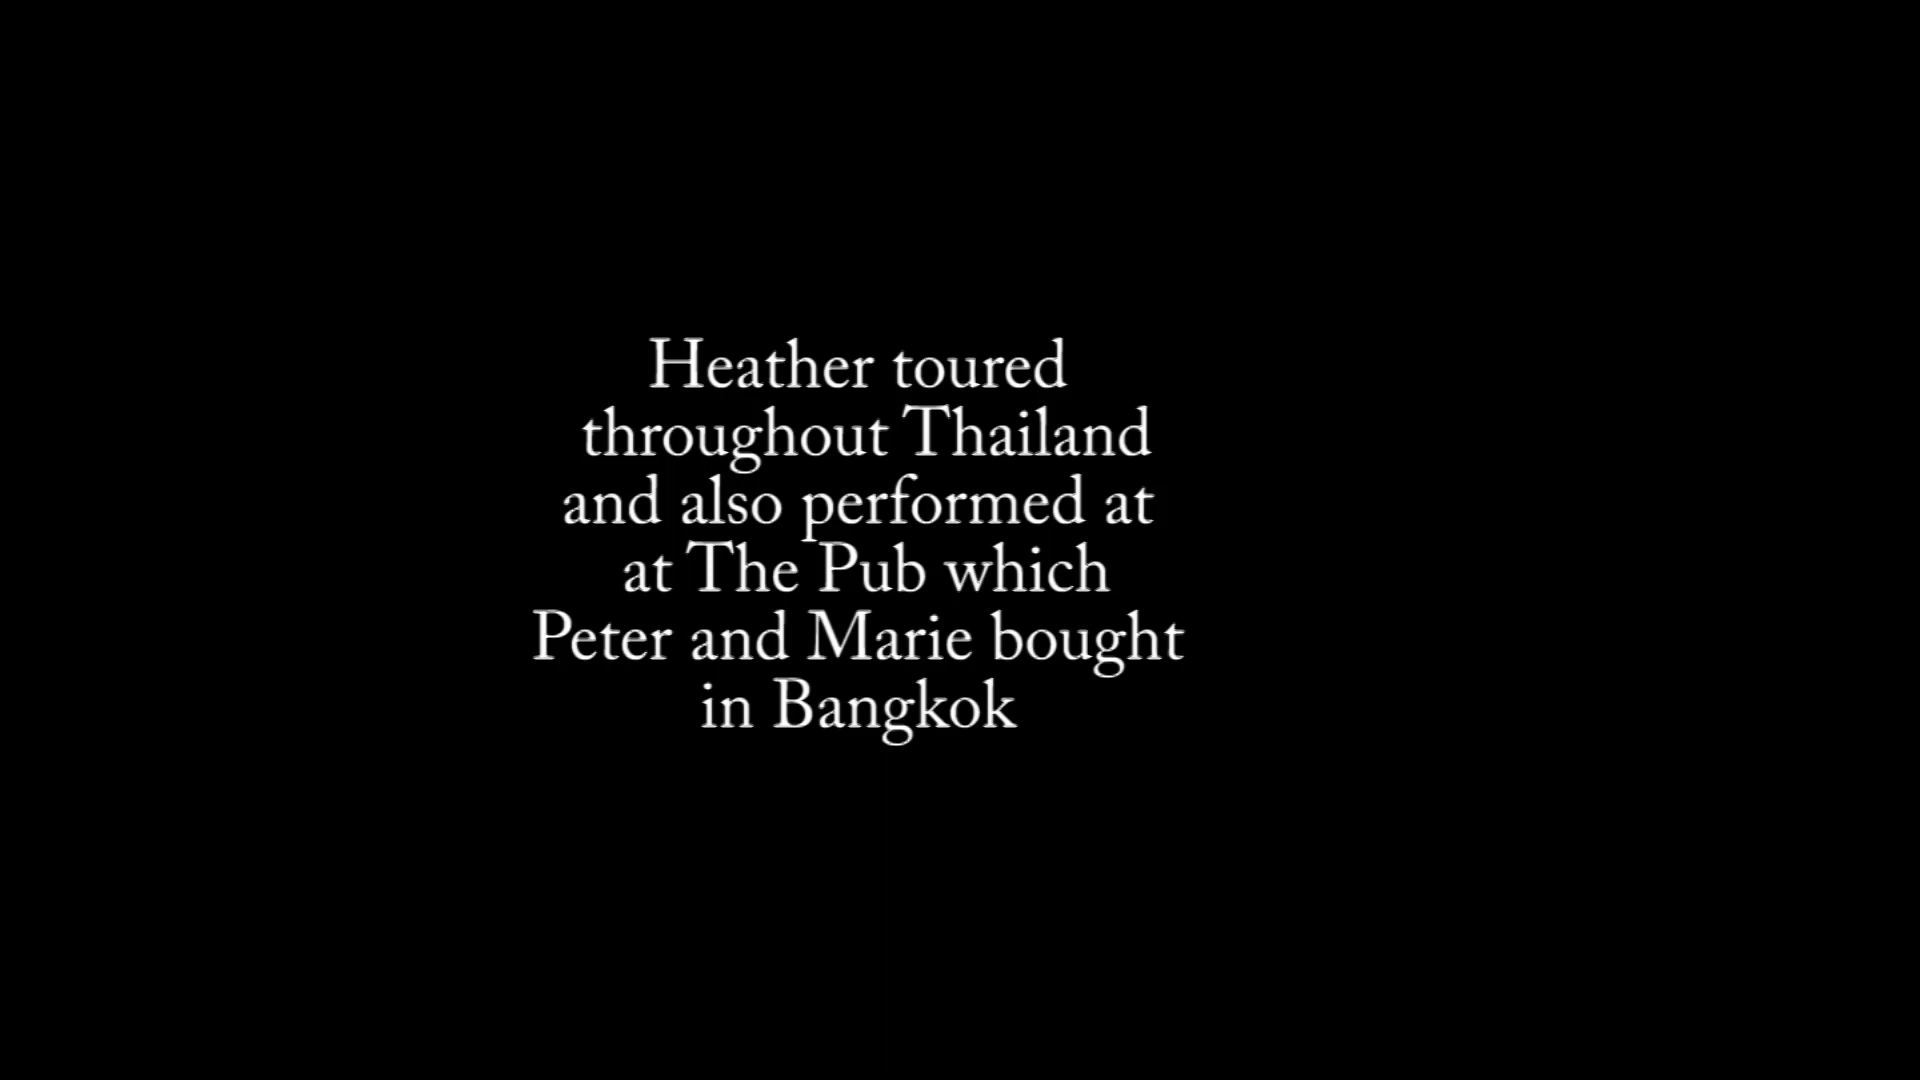 Heather toured
throughout Thailand
and also performed at
at The Pub which
Peter and Marie bought
in Bangkok